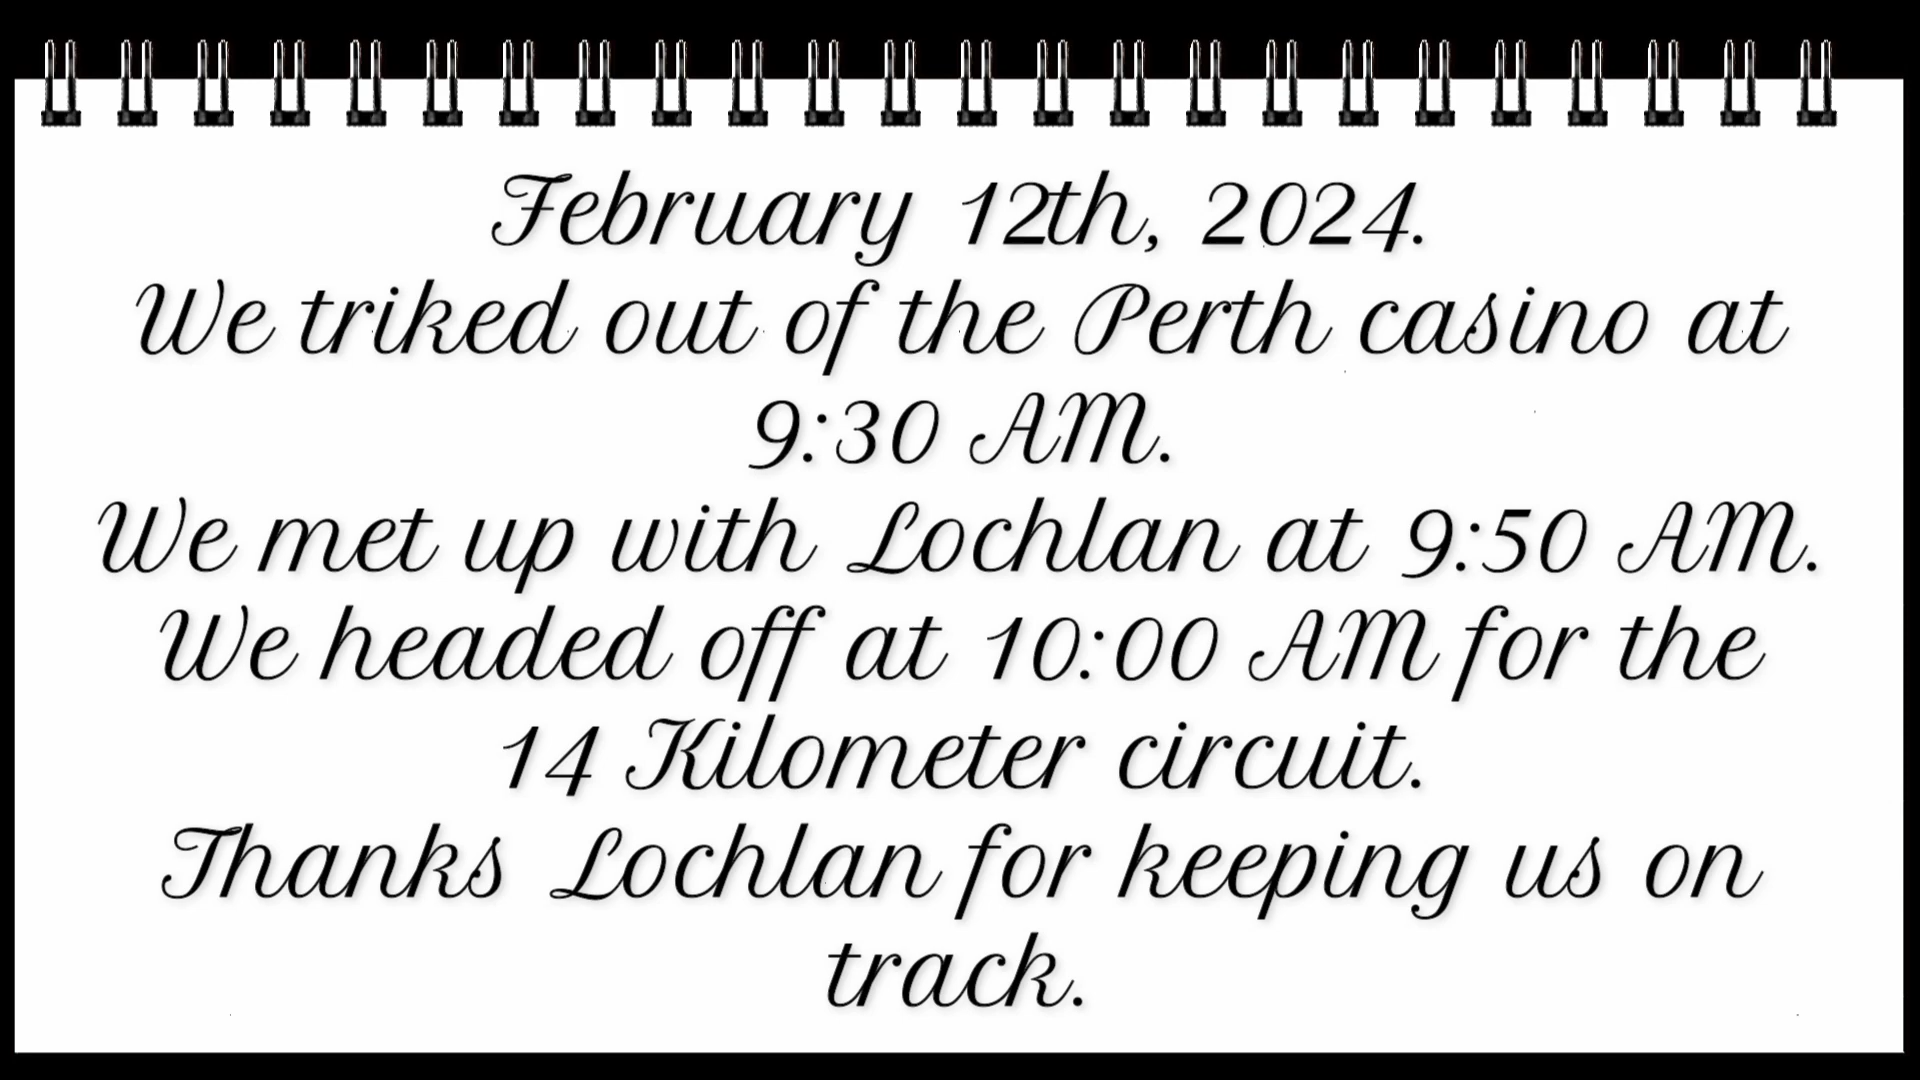 February 12th, 2024.
We triked out of the Perth casino at
9:30 AM.
We met up with Lochlan at 9:50 AM.
We headed off at 10:00 AM for the
14 Kilometer circuit.
Thanks Lochlan for keeping us on
track.